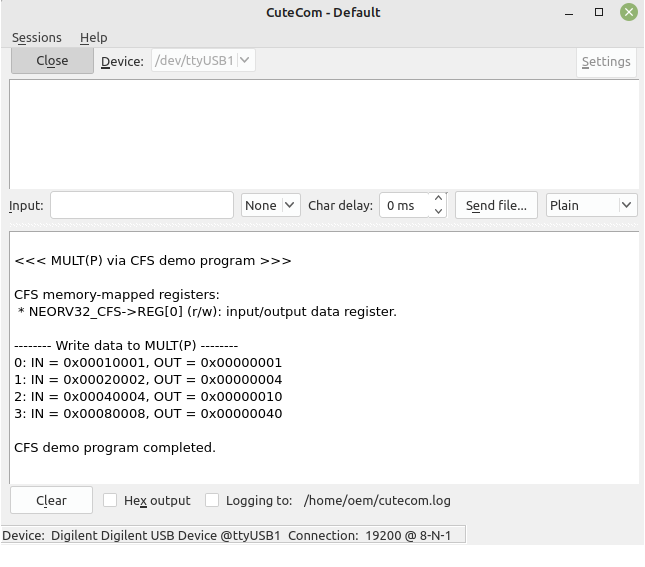 CuteCom - Default
Sessions Help
Close Device: /dev/ttyUSB1 Settings
Input: None Char delay: 0 ms Send file... Plain
<<< MULT(P) via CFS demo program >>>
CFS memory-mapped registers:
* NEORV32_CFS->REG[0] (r/w): input/output data register.
-------- Write data to MULT(P) --------
0: IN = 0x00010001, OUT = 0x00000001
1: IN = 0x00020002, OUT = 0x00000004
2: IN = 0x00040004, OUT = 0x00000010
3: IN = 0x00080008, OUT = 0x00000040
CFS demo program completed.
Clear Hex output Logging to: /home/oem/cutecom.log
Device: Digilent Digilent USB Device @ttyUSB1 Connection: 19200 @ 8-N-1